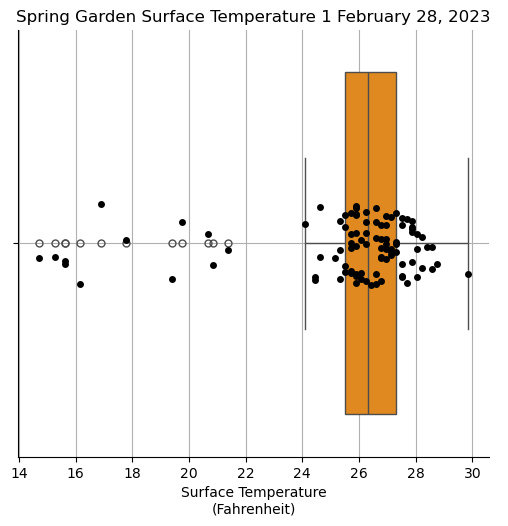 Spring Garden Surface Temperature 1 February 28, 2023
14 16 18 20 22 24 26 28 30
Surface Temperature
(Fahrenheit)